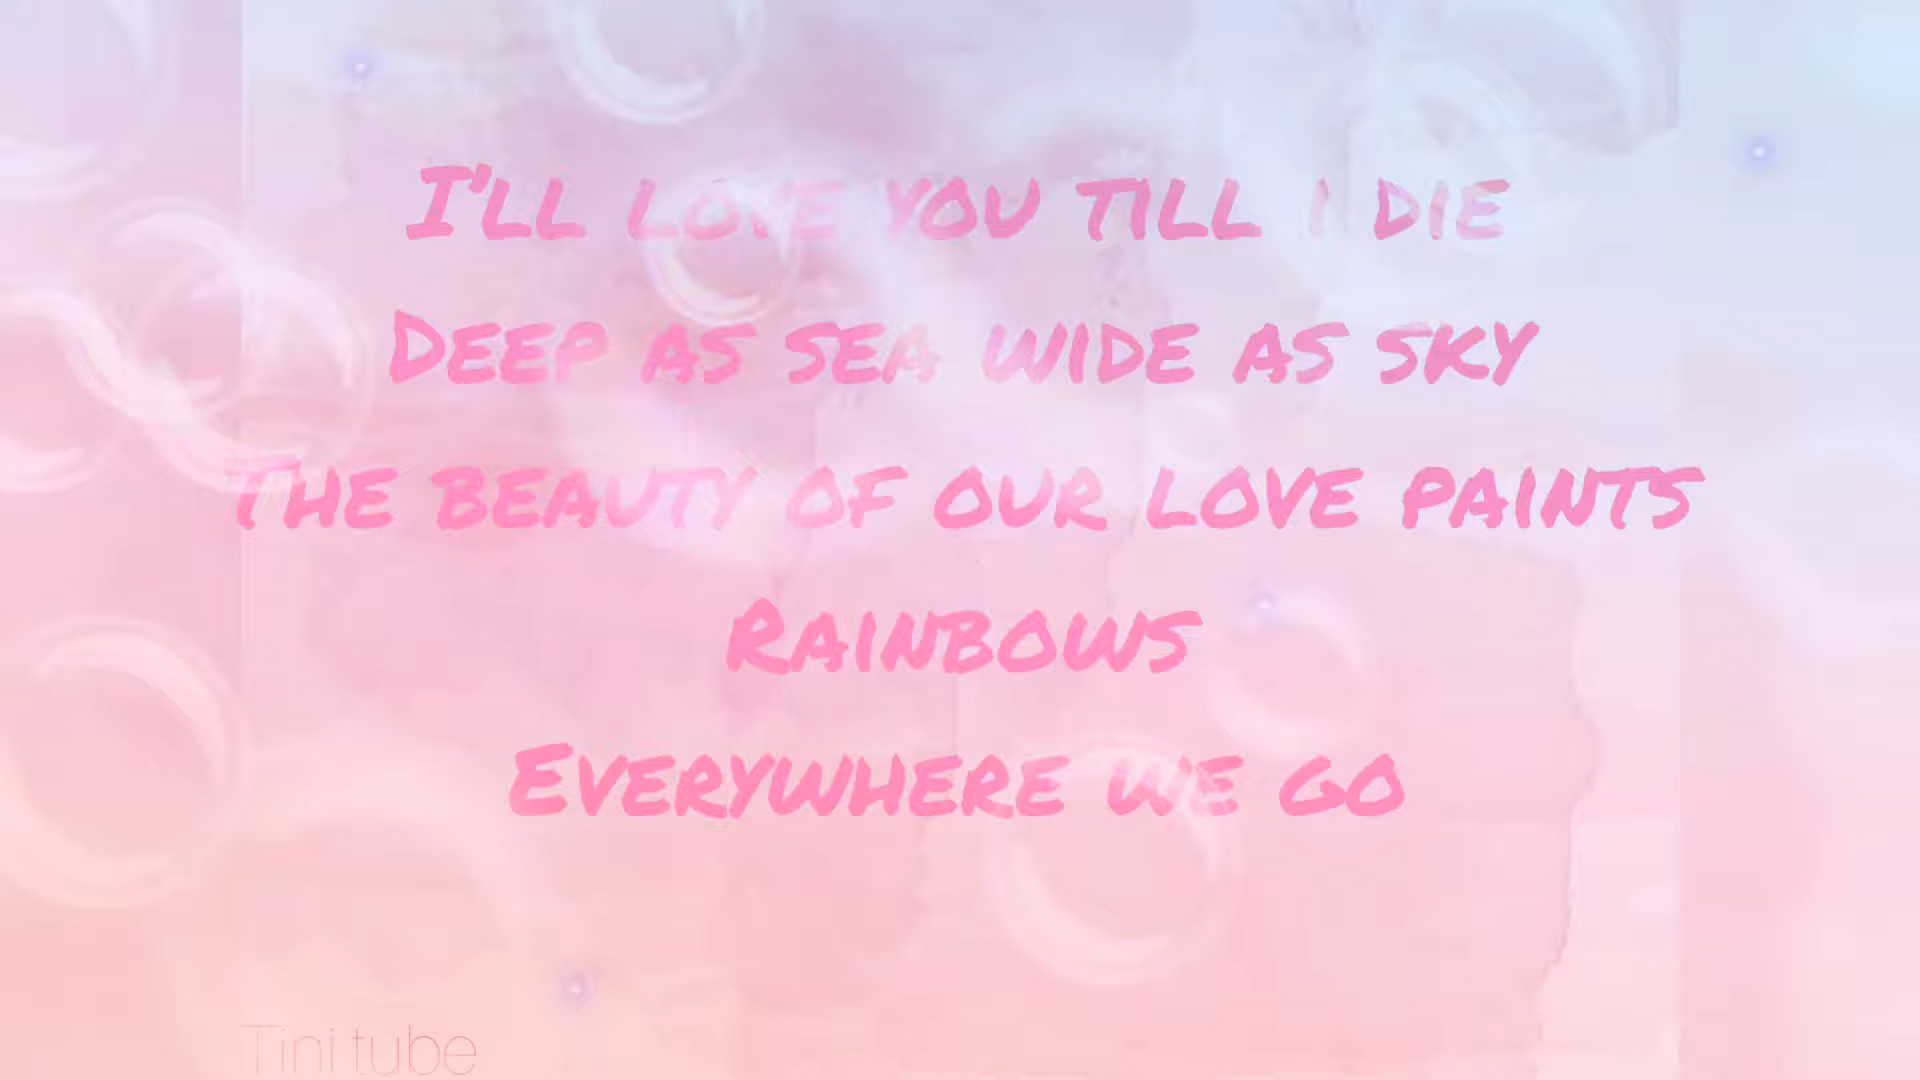 I'll love you till I die
Deep as sea wide as sky
The beauty of our love paints
Rainbows
Everywhere we go
Tini tube